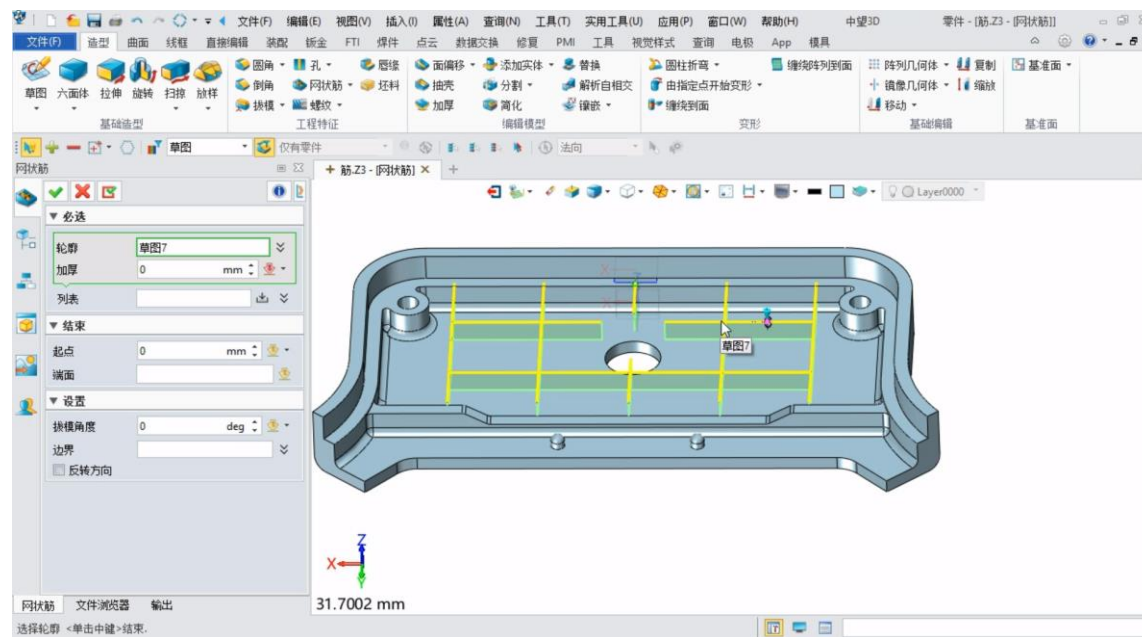 文件(F) 编辑(E) 视图(V) 插入(I) 属性(A) 查询(N) 工具(T) 实用工具(U) 应用(P) 窗口(W) 帮助(H) 中望3D 零件 - [筋.Z3 - [网状筋]]
文件(F) 造型 曲面 线框 直接编辑 装配 钣金 FTI 焊件 点云 数据交换 修复 PMI 工具 视觉样式 查询 电极 App 模具
圆角 孔 唇缘 面偏移 添加实体 替换 圆柱折弯 缠绕阵列到面 阵列几何体 复制 基准面
草图 六面体 拉伸 旋转 扫掠 放样 倒角 网状筋 坯料 抽壳 分割 解析自相交 由指定点开始变形 镜像几何体 缩放
拔模 螺纹 加厚 简化 镶嵌 缠绕到面 移动
基础造型 工程特征 编辑模型 变形 基础编辑 基准面
草图 仅有零件 法向
网状筋 筋.Z3 - [网状筋]
Layer0000
必选
轮廓 草图7
加厚 0 mm
列表
结束
起点 0 mm
端面
设置
拔模角度 0 deg
边界
反转方向
X
X
草图7
Z
X
Y
31.7002 mm
网状筋 文件浏览器 输出
选择轮廓 <单击中键>结束.